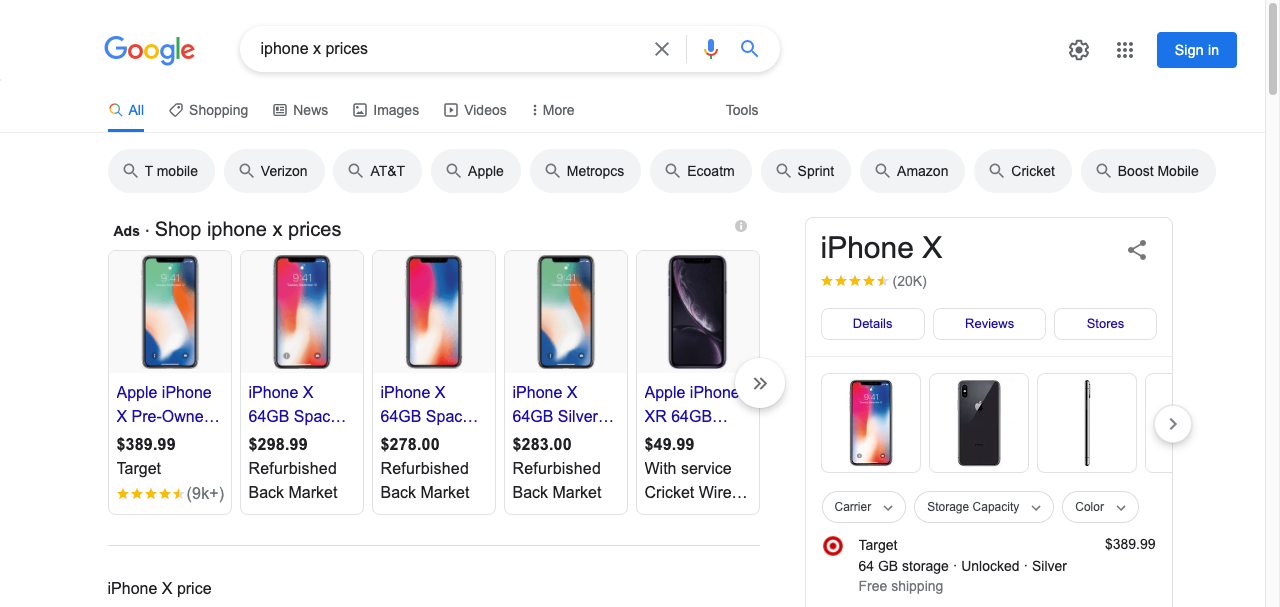 Google
iphone x prices
Sign in
All
Shopping
News
Images
Videos
More
Tools
T mobile
Verizon
AT&T
Apple
Metropcs
Ecoatm
Sprint
Amazon
Cricket
Boost Mobile
Ads · Shop iphone x prices
Apple iPhone
X Pre-Owne…
$389.99
Target
(9k+)
iPhone X
64GB Spac…
$298.99
Refurbished
Back Market
iPhone X
64GB Spac…
$278.00
Refurbished
Back Market
iPhone X
64GB Silver…
$283.00
Refurbished
Back Market
Apple iPhone
XR 64GB…
$49.99
With service
Cricket Wire…
iPhone X price
iPhone X
(20K)
Details
Reviews
Stores
Carrier
Storage Capacity
Color
Target
$389.99
64 GB storage · Unlocked · Silver
Free shipping